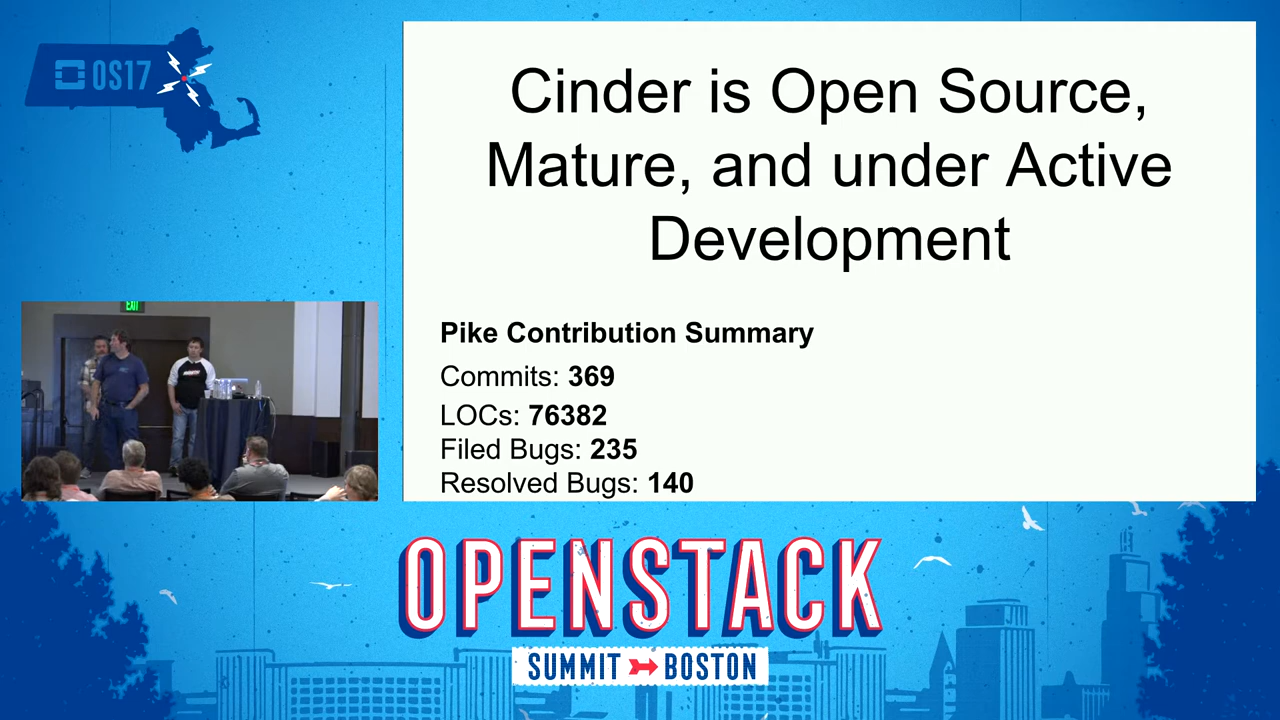 OS17
Cinder is Open Source,
Mature, and under Active
Development
Pike Contribution Summary
Commits: 369
LOCs: 76382
Filed Bugs: 235
Resolved Bugs: 140
EXIT
OPENSTACK
SUMMIT BOSTON